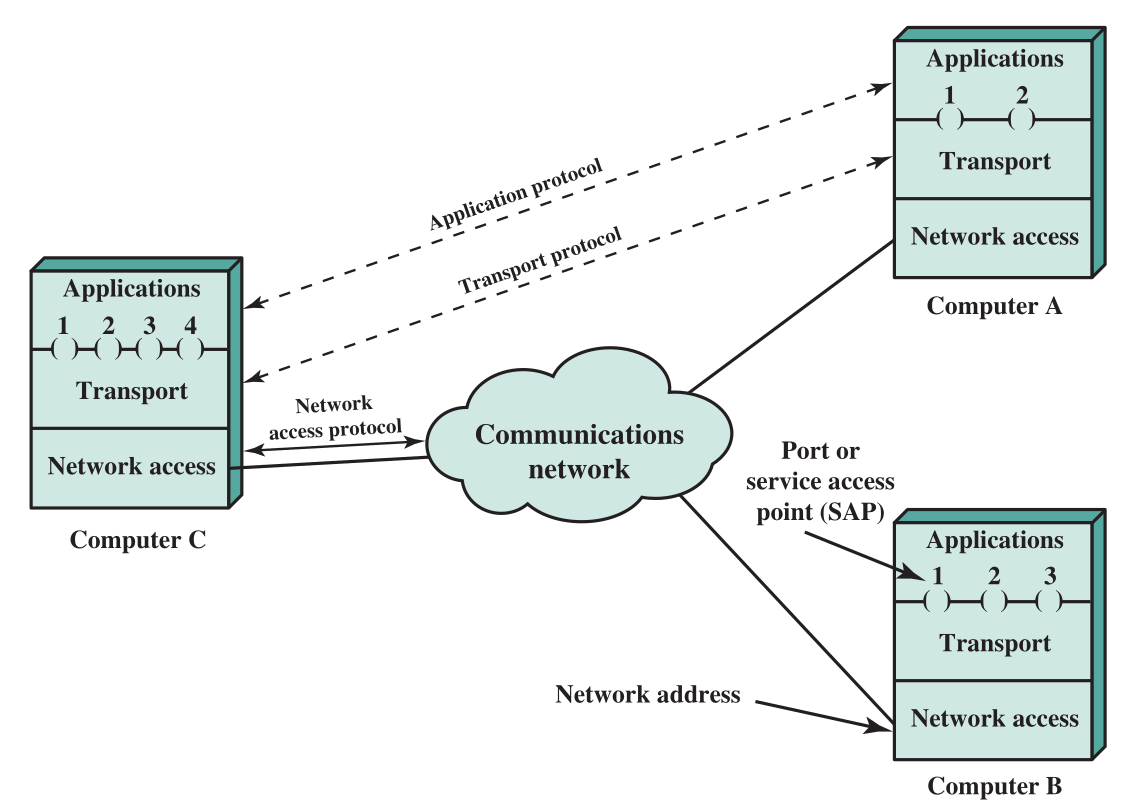 Applications
1 2
Transport
Network access
Computer A
Application protocol
Transport protocol
Applications
1 2 3 4
Transport
Network access
Computer C
Network
access protocol
Communications
network
Port or
service access
point (SAP)
Applications
1 2 3
Transport
Network access
Computer B
Network address